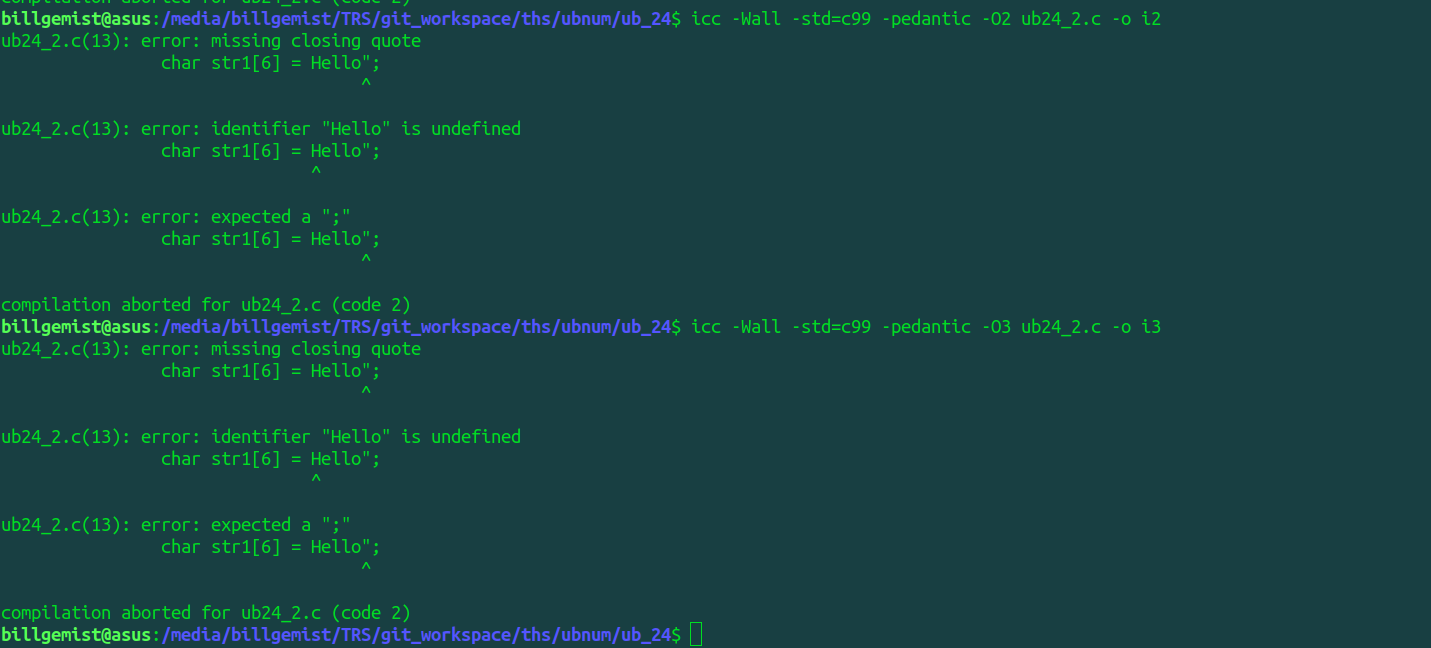 compilation aborted for ub24_2.c (code 2)
billgemist@asus:/media/billgemist/TRS/git_workspace/ths/ubnum/ub_24$ icc -Wall -std=c99 -pedantic -O2 ub24_2.c -o i2
ub24_2.c(13): error: missing closing quote
char str1[6] = Hello";
^
ub24_2.c(13): error: identifier "Hello" is undefined
char str1[6] = Hello";
^
ub24_2.c(13): error: expected a ";"
char str1[6] = Hello";
^
compilation aborted for ub24_2.c (code 2)
billgemist@asus:/media/billgemist/TRS/git_workspace/ths/ubnum/ub_24$ icc -Wall -std=c99 -pedantic -O3 ub24_2.c -o i3
ub24_2.c(13): error: missing closing quote
char str1[6] = Hello";
^
ub24_2.c(13): error: identifier "Hello" is undefined
char str1[6] = Hello";
^
ub24_2.c(13): error: expected a ";"
char str1[6] = Hello";
^
compilation aborted for ub24_2.c (code 2)
billgemist@asus:/media/billgemist/TRS/git_workspace/ths/ubnum/ub_24$